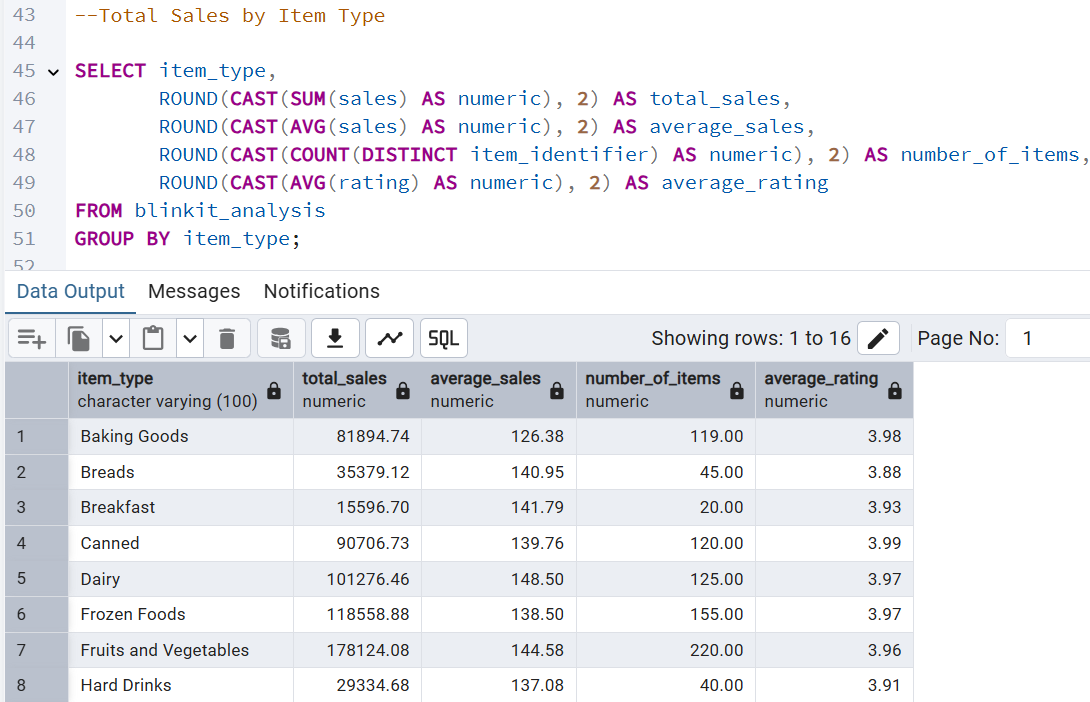 43 --Total Sales by Item Type
44
45 SELECT item_type,
46 ROUND(CAST(SUM(sales) AS numeric), 2) AS total_sales,
47 ROUND(CAST(AVG(sales) AS numeric), 2) AS average_sales,
48 ROUND(CAST(COUNT(DISTINCT item_identifier) AS numeric), 2) AS number_of_items,
49 ROUND(CAST(AVG(rating) AS numeric), 2) AS average_rating
50 FROM blinkit_analysis
51 GROUP BY item_type;
52
Data Output Messages Notifications
SQL Showing rows: 1 to 16 Page No: 1
item_type total_sales average_sales number_of_items average_rating
character varying (100) numeric numeric numeric numeric
1 Baking Goods 81894.74 126.38 119.00 3.98
2 Breads 35379.12 140.95 45.00 3.88
3 Breakfast 15596.70 141.79 20.00 3.93
4 Canned 90706.73 139.76 120.00 3.99
5 Dairy 101276.46 148.50 125.00 3.97
6 Frozen Foods 118558.88 138.50 155.00 3.97
7 Fruits and Vegetables 178124.08 144.58 220.00 3.96
8 Hard Drinks 29334.68 137.08 40.00 3.91